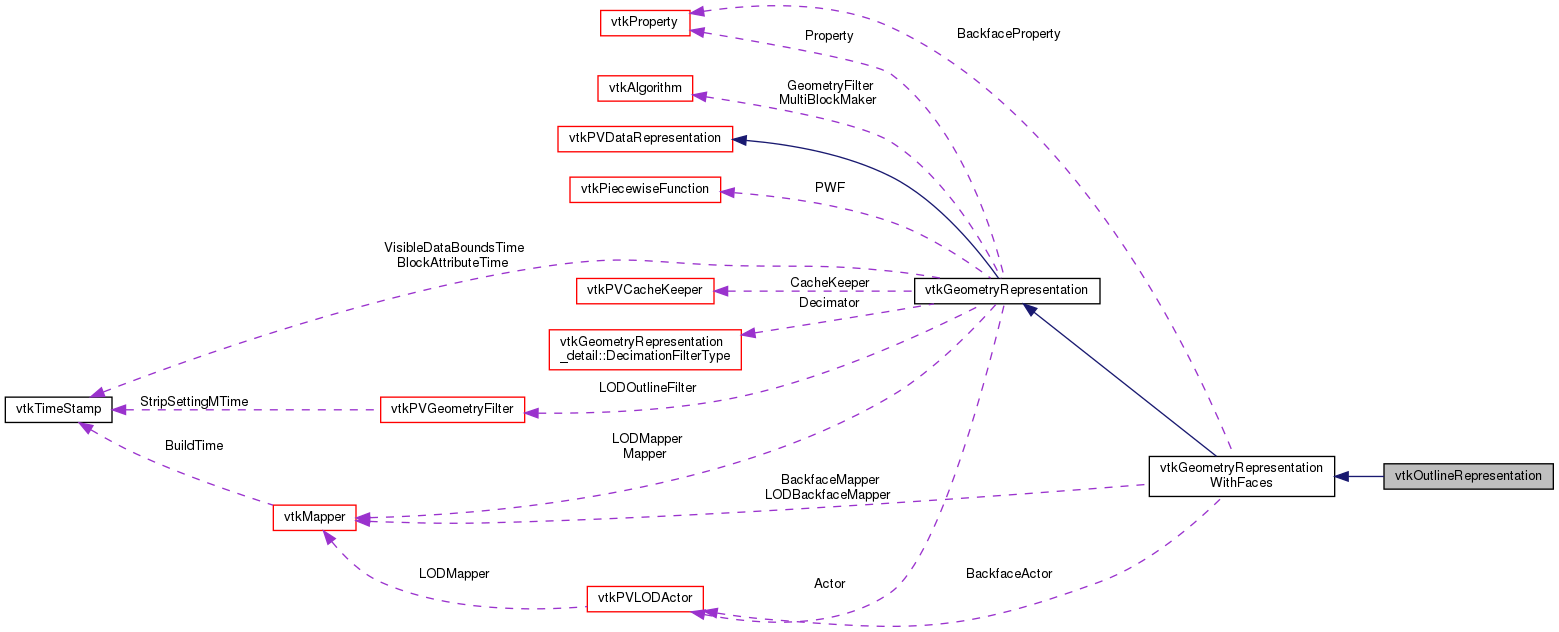 vtkProperty
BackfaceProperty
Property
vtkAlgorithm
GeometryFilter
MultiBlockMaker
vtkPVDataRepresentation
vtkPiecewiseFunction
PWF
VisibleDataBoundsTime
BlockAttributeTime
vtkPVCacheKeeper
CacheKeeper
vtkGeometryRepresentation
Decimator
vtkGeometryRepresentation
_detail::DecimationFilterType
LODOutlineFilter
vtkTimeStamp
StripSettingMTime
vtkPVGeometryFilter
BuildTime
LODMapper
Mapper
vtkGeometryRepresentation
WithFaces
vtkOutlineRepresentation
BackfaceMapper
LODBackfaceMapper
vtkMapper
LODMapper
vtkPVLODActor
Actor
BackfaceActor